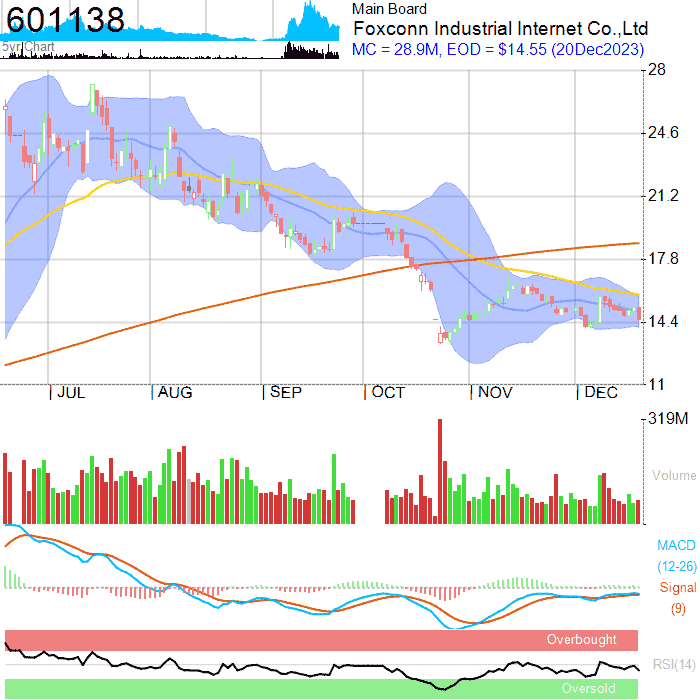 601138
5yr Chart
Main Board
Foxconn Industrial Internet Co.,Ltd
MC = 28.9M, EOD = $14.55 (20Dec2023)
28
24.6
21.2
17.8
14.4
11
JUL AUG SEP OCT NOV DEC
319M
Volume
MACD
(12-26)
Signal
(9)
Overbought
RSI(14)
Oversold